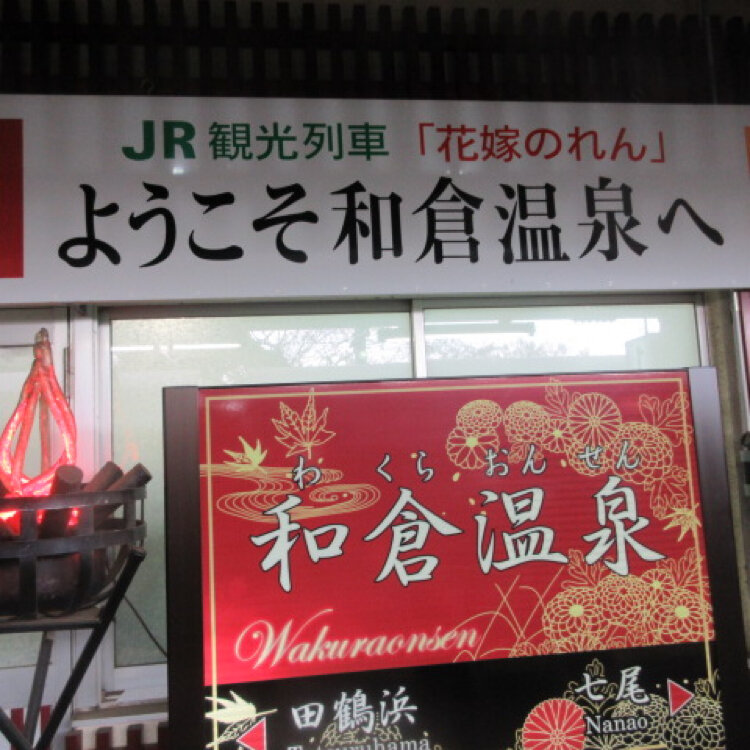 JR 観光列車 「花嫁のれん」
ようこそ和倉温泉へ
わくらおんせん
和倉温泉
Wakuraonsen
田鶴浜 七尾
Nanao